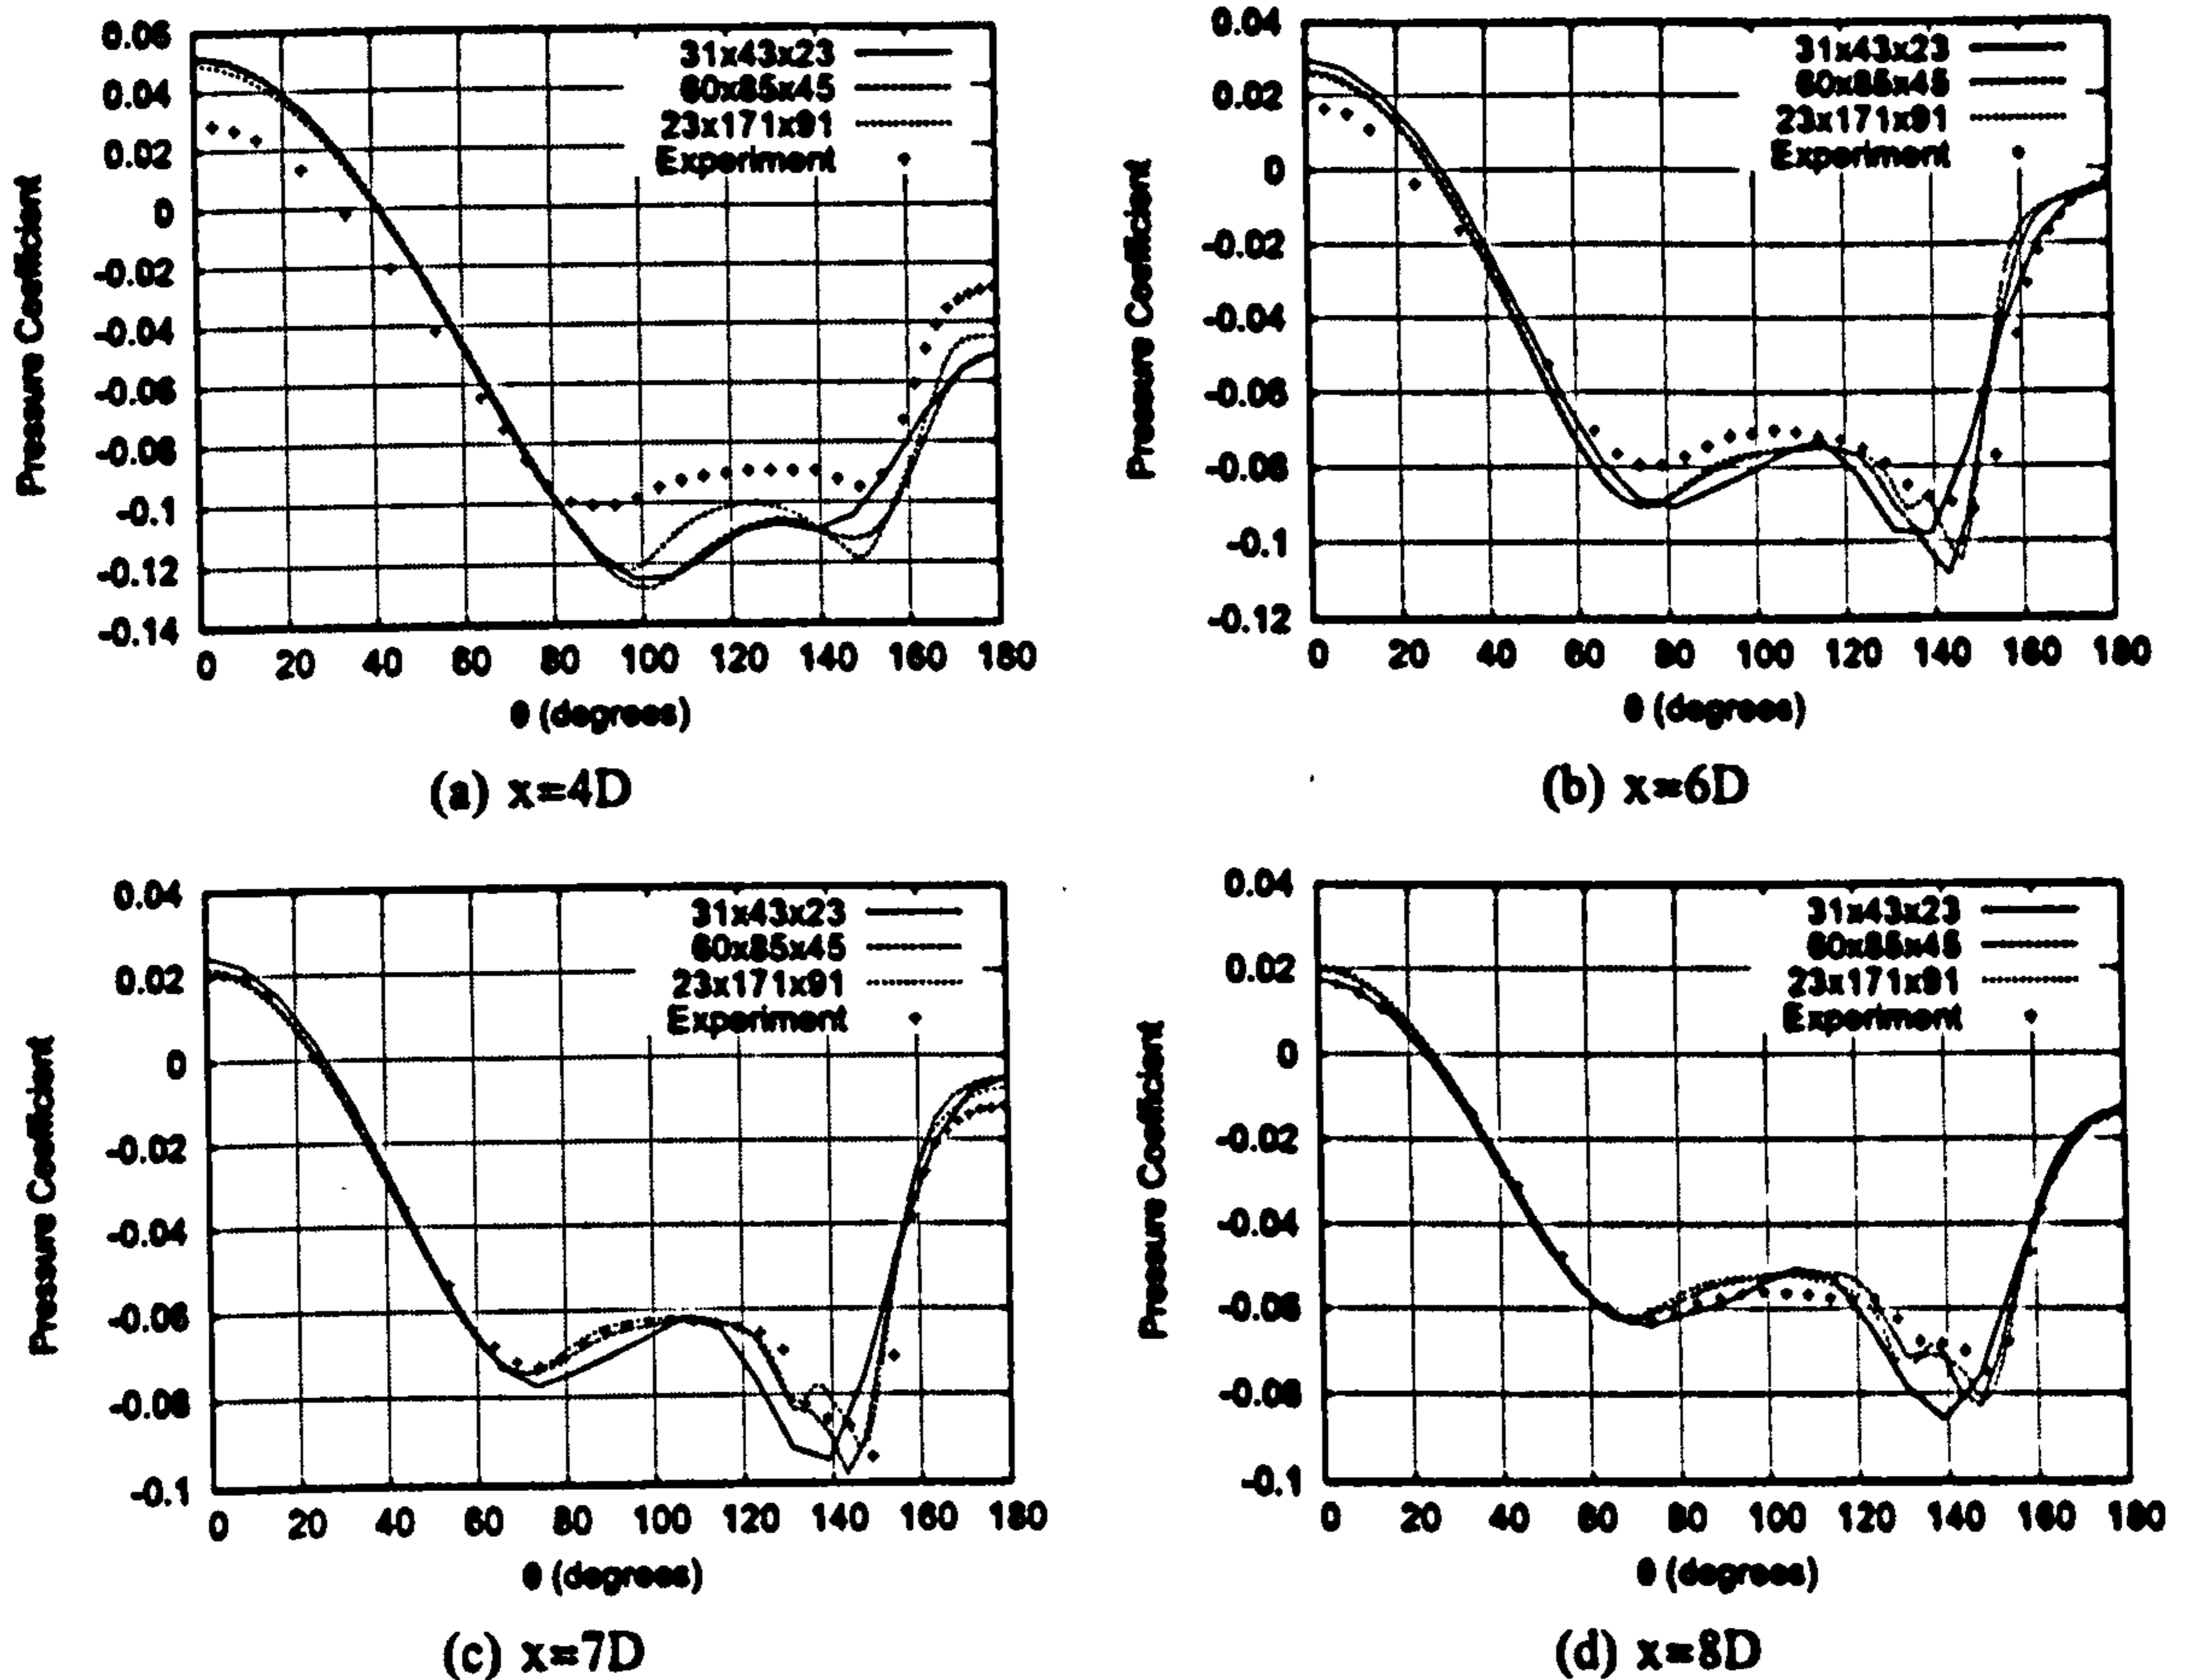 0.06
0.04
0.02
0
-0.02
-0.04
-0.06
-0.08
-0.1
-0.12
-0.14
Pressure Coefficient
31x43x23
60x85x45
23x171x91
Experiment
0 20 40 60 80 100 120 140 160 180
θ (degrees)
(a) x=4D
0.04
0.02
0
-0.02
-0.04
-0.06
-0.08
-0.1
-0.12
Pressure Coefficient
31x43x23
60x85x45
23x171x91
Experiment
0 20 40 60 80 100 120 140 160 180
θ (degrees)
(b) x=6D
0.04
0.02
0
-0.02
-0.04
-0.06
-0.08
-0.1
Pressure Coefficient
31x43x23
60x85x45
23x171x91
Experiment
0 20 40 60 80 100 120 140 160 180
θ (degrees)
(c) x=7D
0.04
0.02
0
-0.02
-0.04
-0.06
-0.08
-0.1
Pressure Coefficient
31x43x23
60x85x45
23x171x91
Experiment
0 20 40 60 80 100 120 140 160 180
θ (degrees)
(d) x=8D